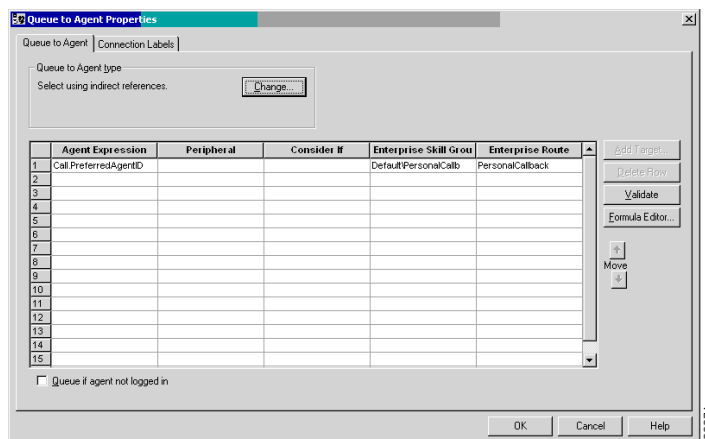 Queue to Agent Properties
Queue to Agent
Connection Labels
Queue to Agent type
Select using indirect references.
Change...
Agent Expression Peripheral Consider If Enterprise Skill Grou Enterprise Route
1 Call.PreferredAgentID Default\PersonalCallb PersonalCallback
2
3
4
5
6
7
8
9
10
11
12
13
14
15
Add Target...
Delete Row
Validate
Formula Editor...
Move
Queue if agent not logged in
OK
Cancel
Help